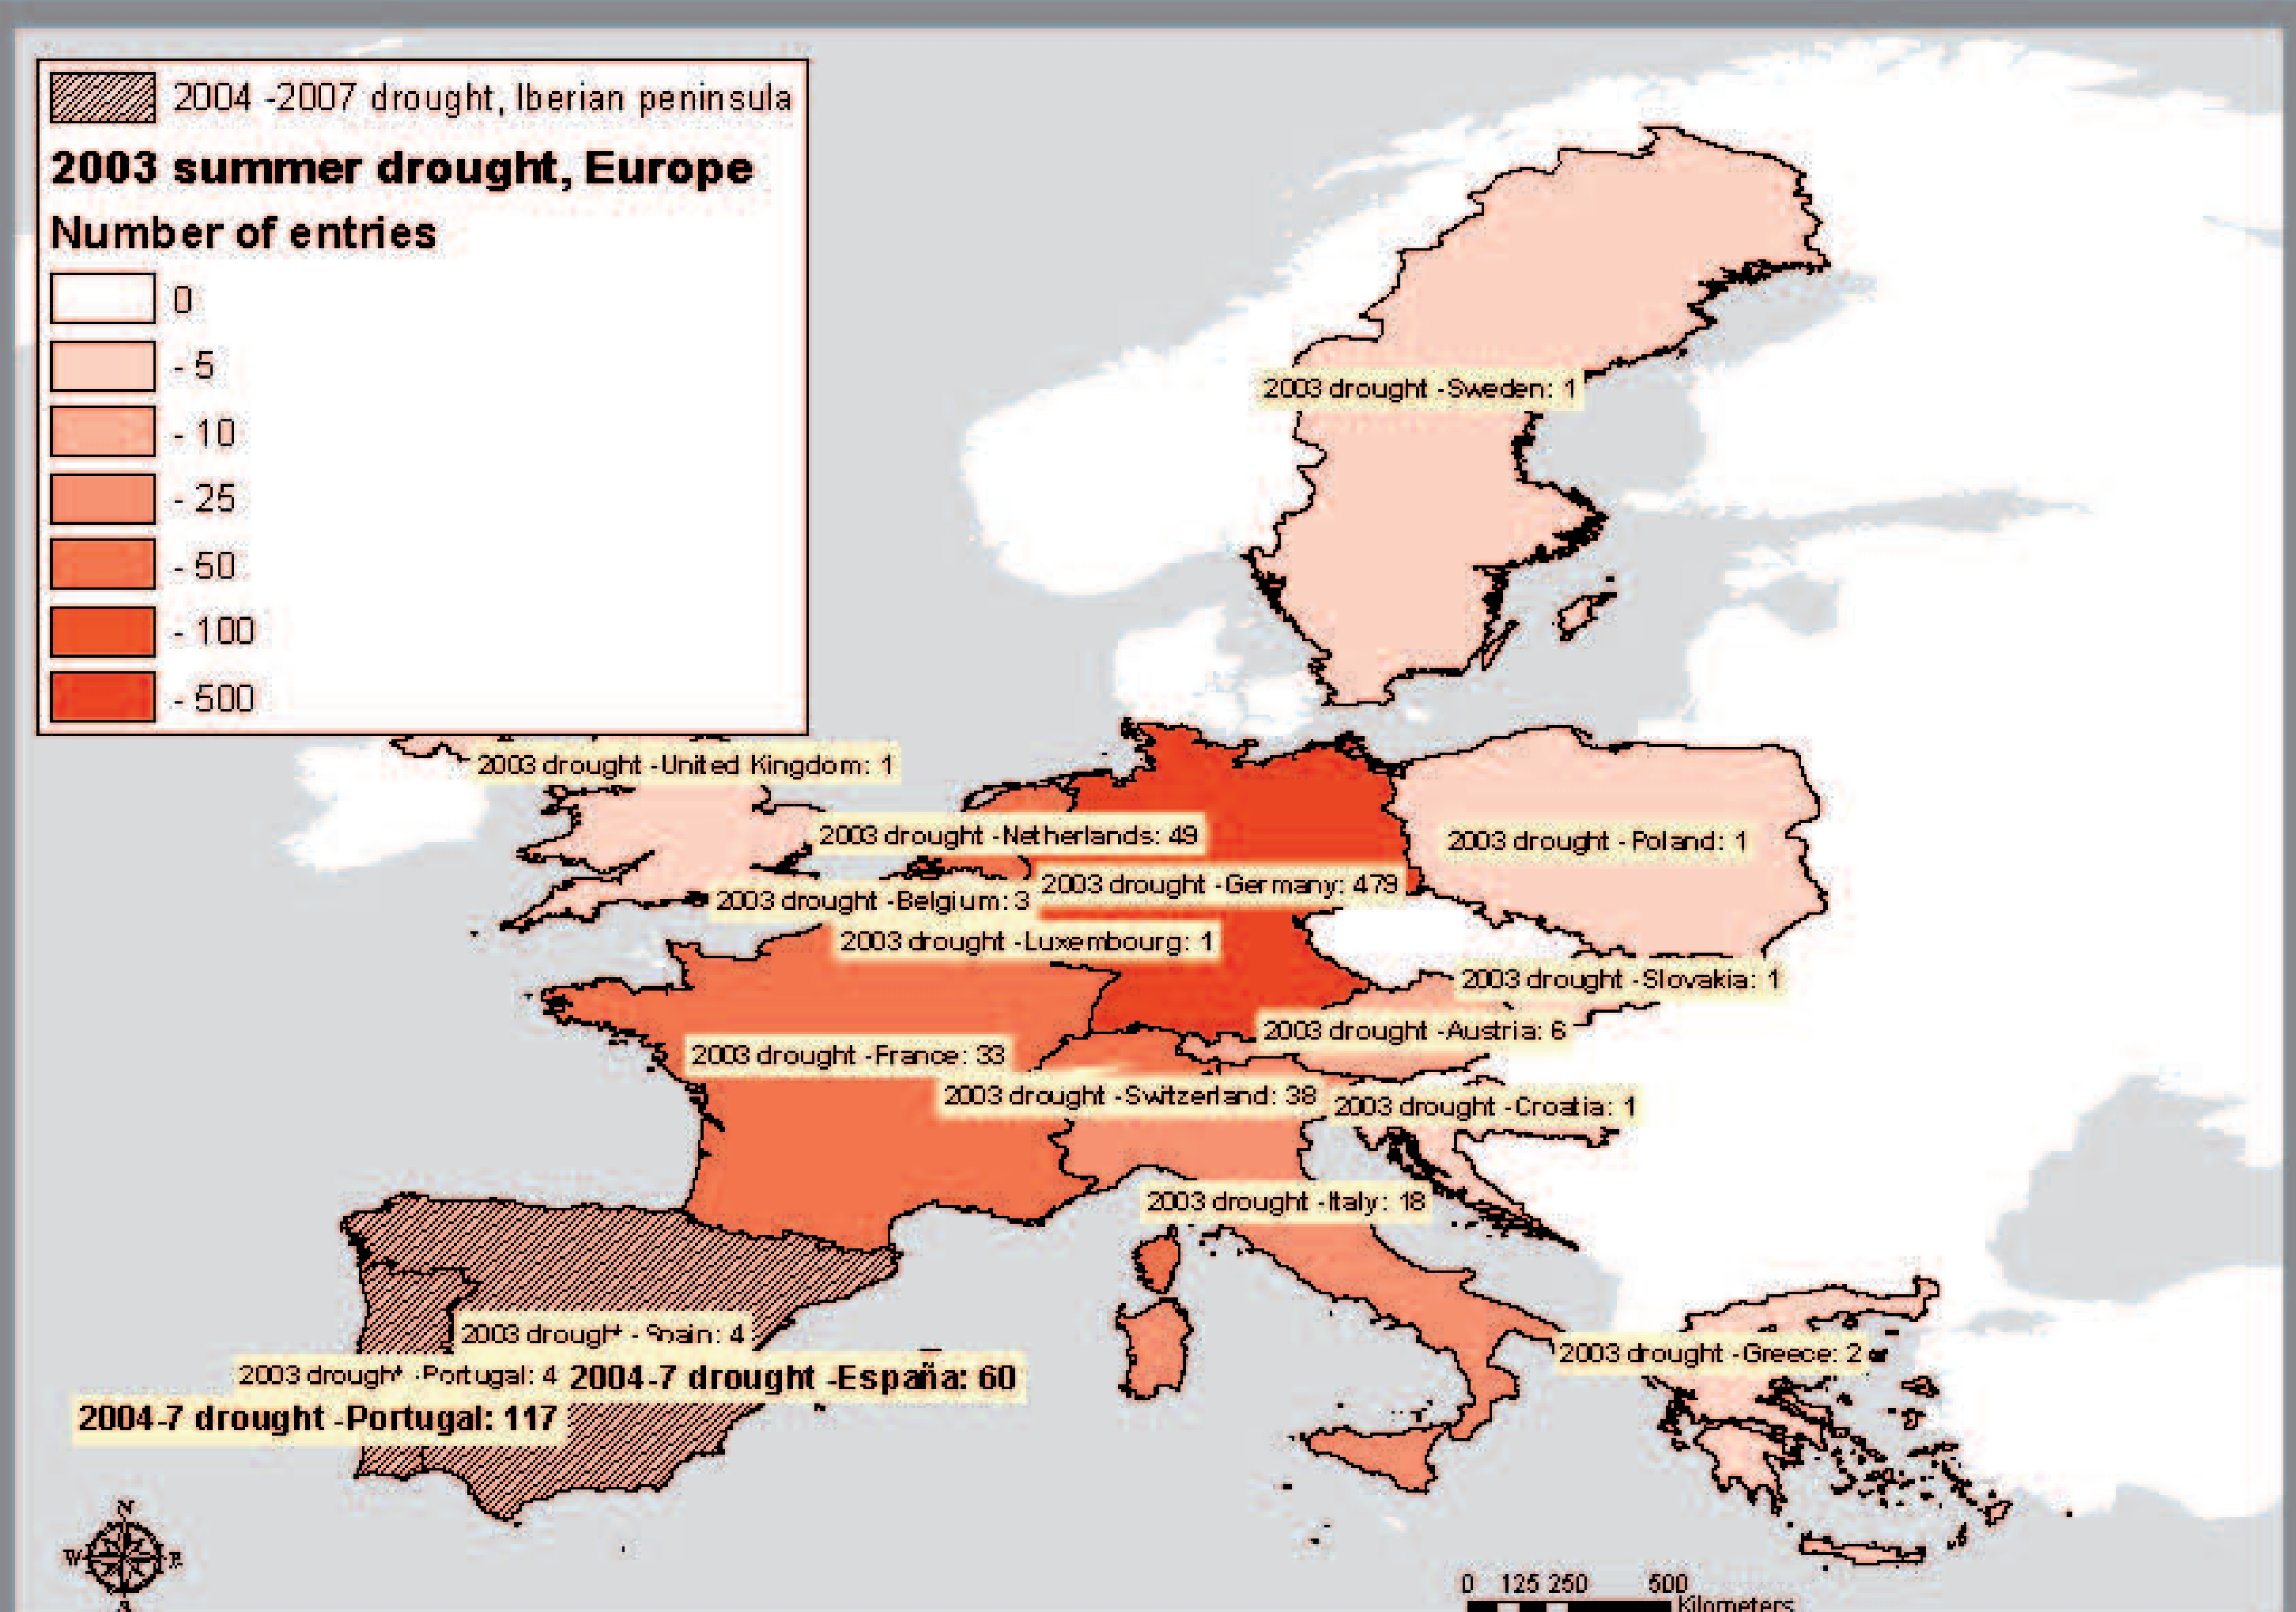 2004 -2007 drought, Iberian peninsula
2003 summer drought, Europe
Number of entries
0
- 5
- 10
- 25
- 50
- 100
- 500
2003 drought -Sweden: 1
2003 drought -United Kingdom: 1
2003 drought -Netherlands: 49
2003 drought -Poland: 1
2003 drought -Germany: 479
2003 drought -Belgium: 3
2003 drought -Luxembourg: 1
2003 drought -Slovakia: 1
2003 drought -Austria: 6
2003 drought -France: 33
2003 drought -Switzerland: 38
2003 drought -Croatia: 1
2003 drought -Italy: 18
2003 drought - Spain: 4
2003 drought -Greece: 2
2003 drought -Portugal: 4
2004-7 drought -España: 60
2004-7 drought -Portugal: 117
N
W E
0 125 250 500
Kilometers